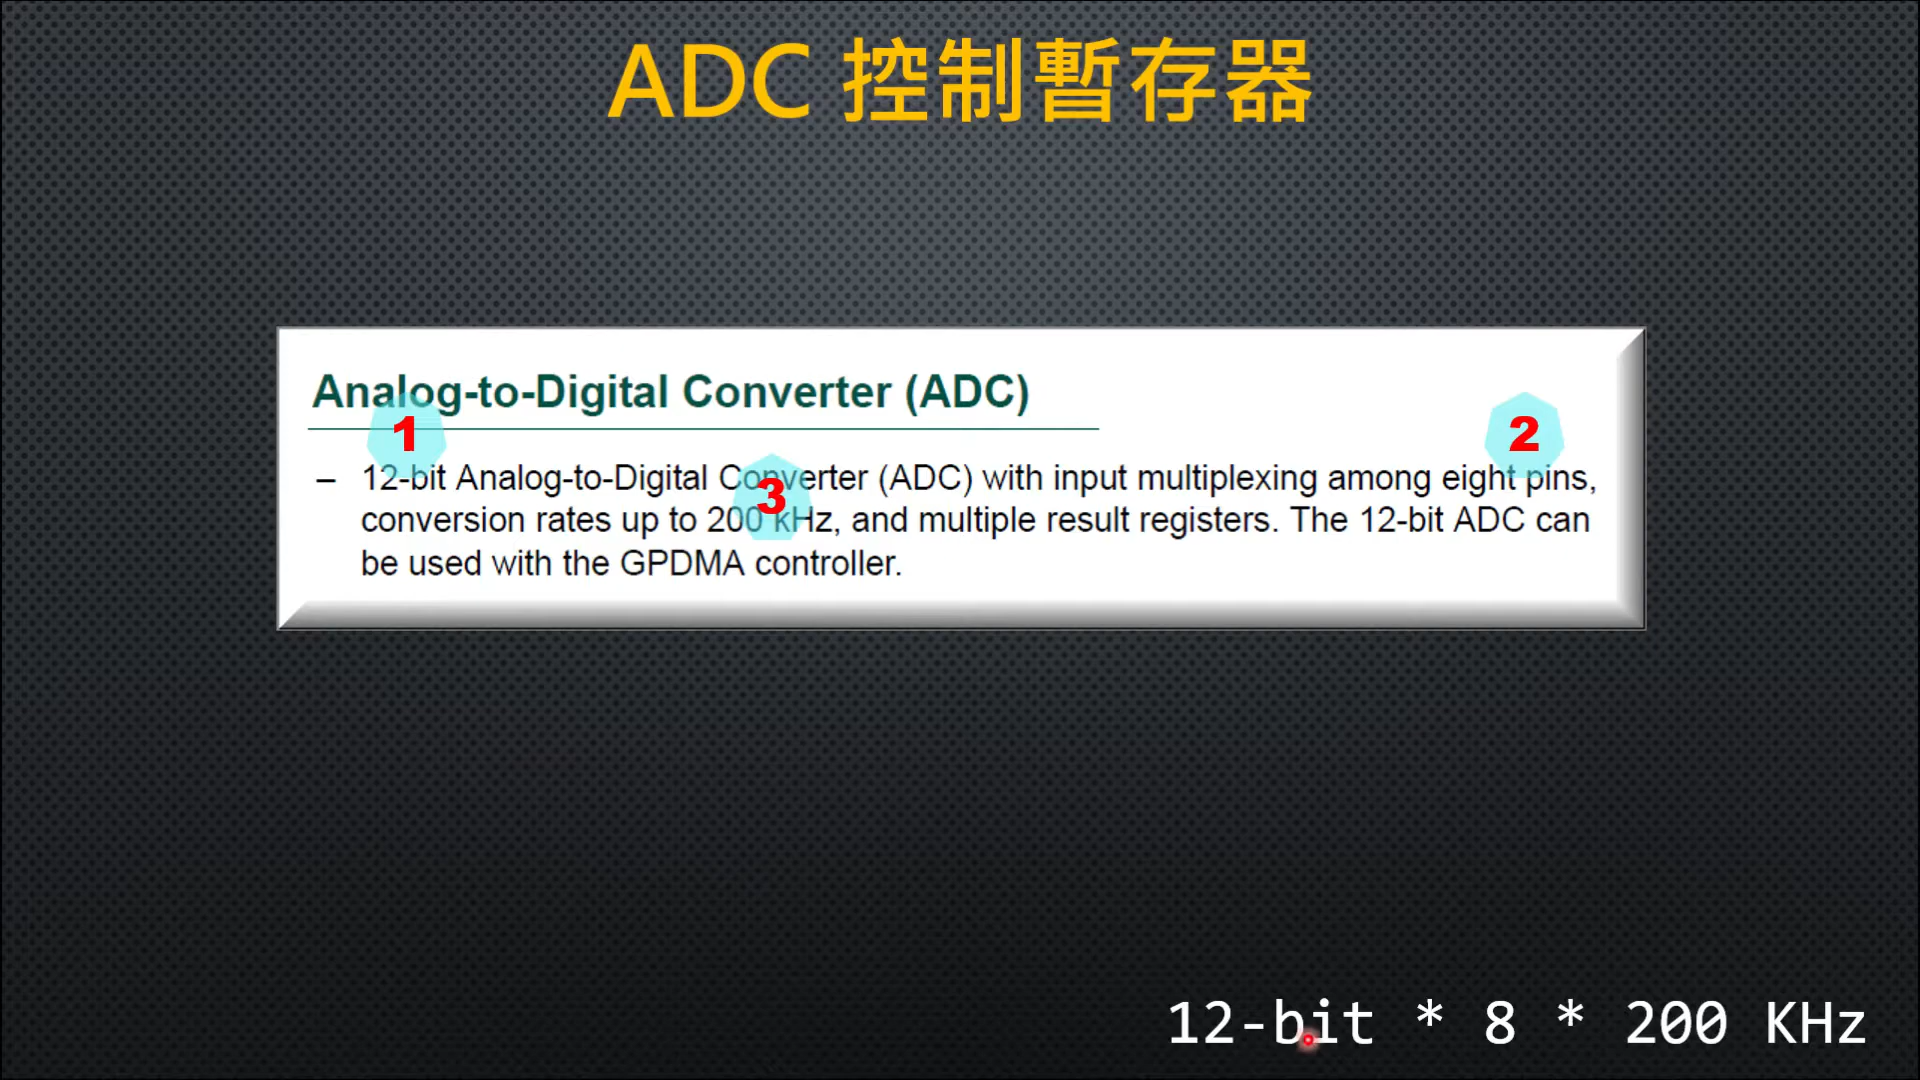 ADC 控制暫存器
Analog-to-Digital Converter (ADC)
1
2
– 12-bit Analog-to-Digital Converter (ADC) with input multiplexing among eight pins,
3
conversion rates up to 200 kHz, and multiple result registers. The 12-bit ADC can
be used with the GPDMA controller.
12-bit * 8 * 200 KHz